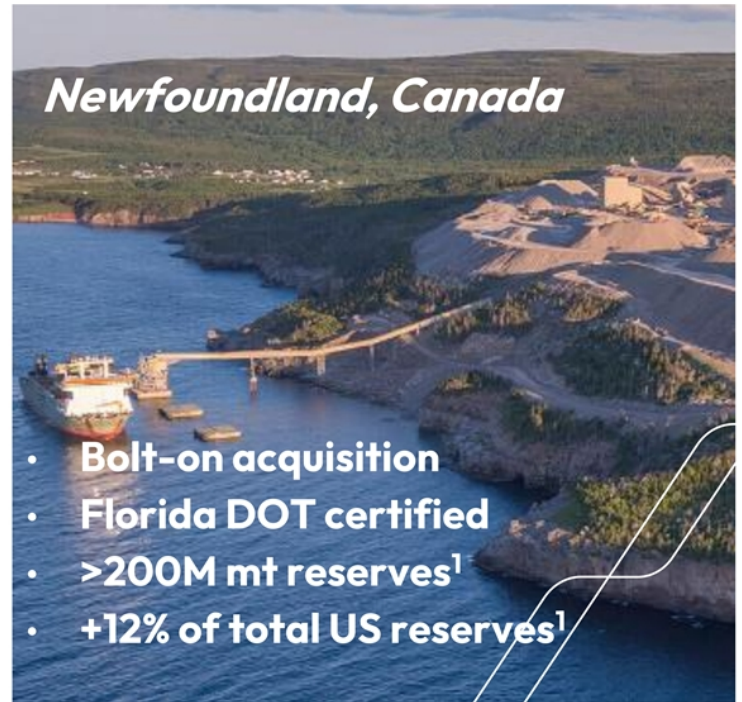 Newfoundland, Canada
• Bolt-on acquisition
• Florida DOT certified
• >200M mt reserves¹
• +12% of total US reserves¹